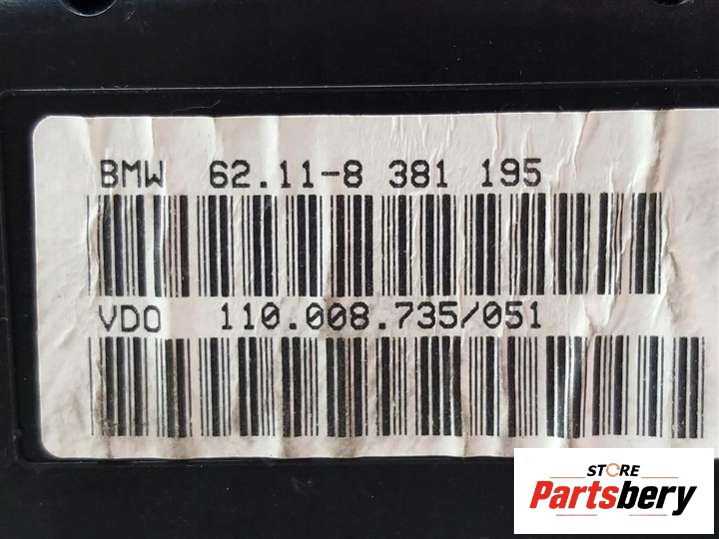 BMW 62.11-8 381 195
VDO 110.008.735/051
STORE
Partsbery